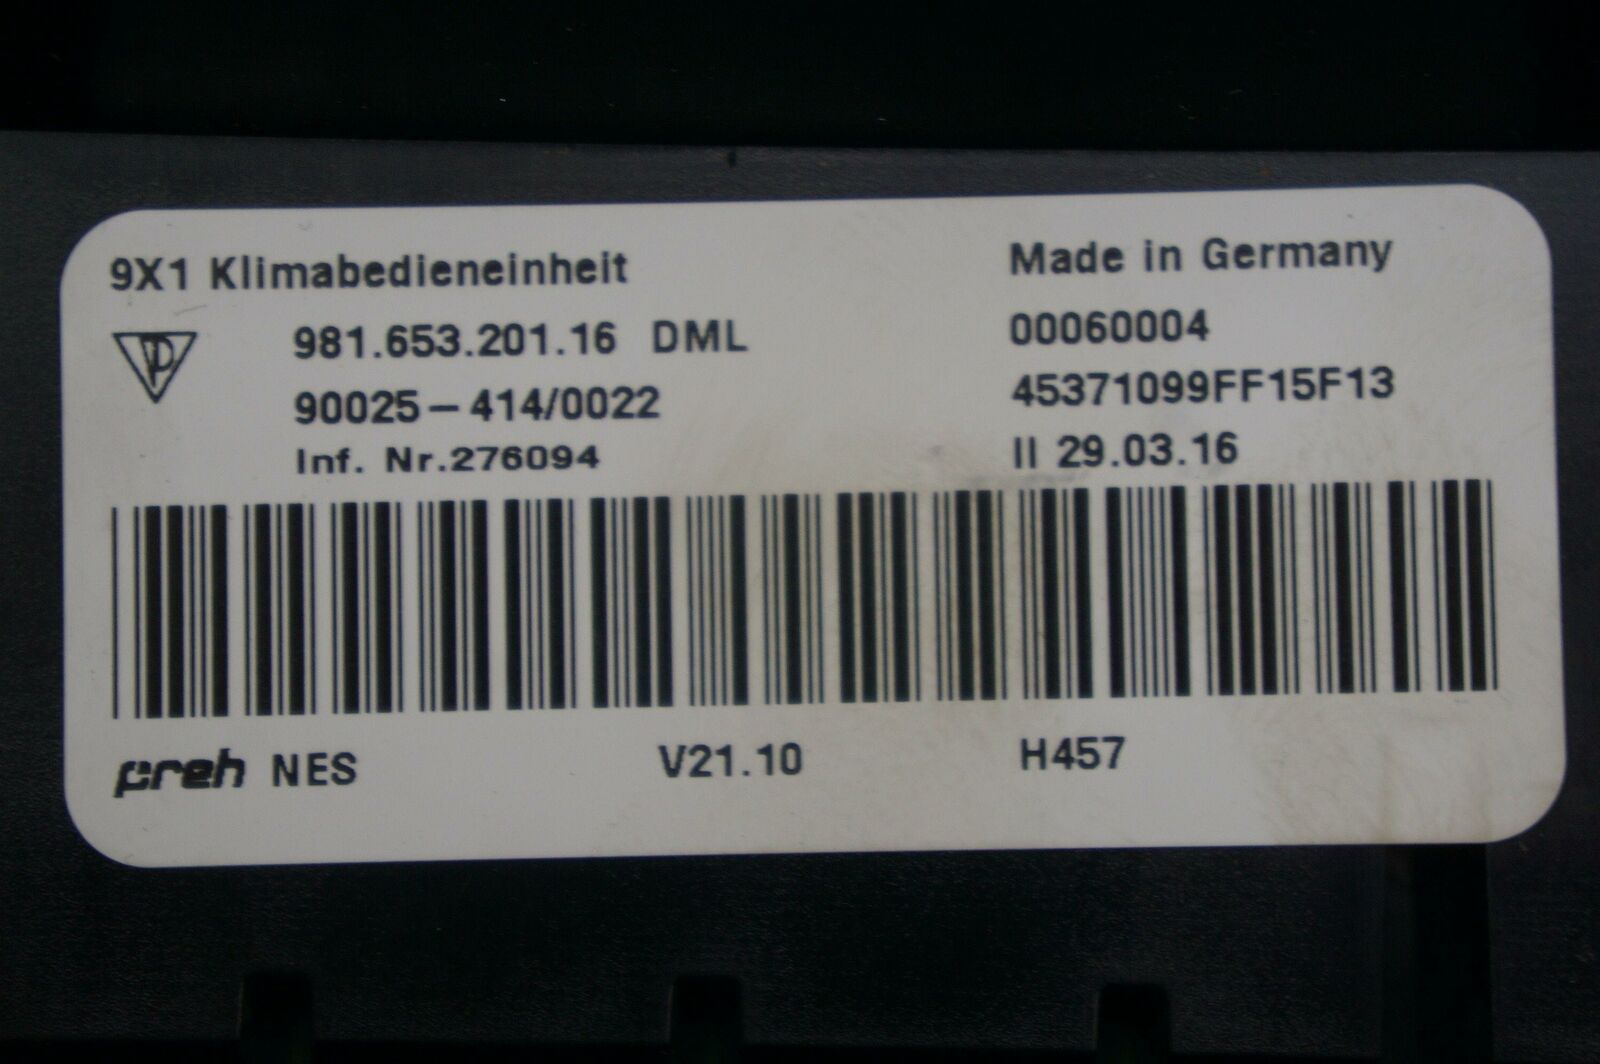 9X1 Klimabedieneinheit
Made in Germany
981.653.201.16 DML
00060004
90025-414/0022
45371099FF15F13
Inf. Nr.276094
II 29.03.16
preh NES
V21.10
H457